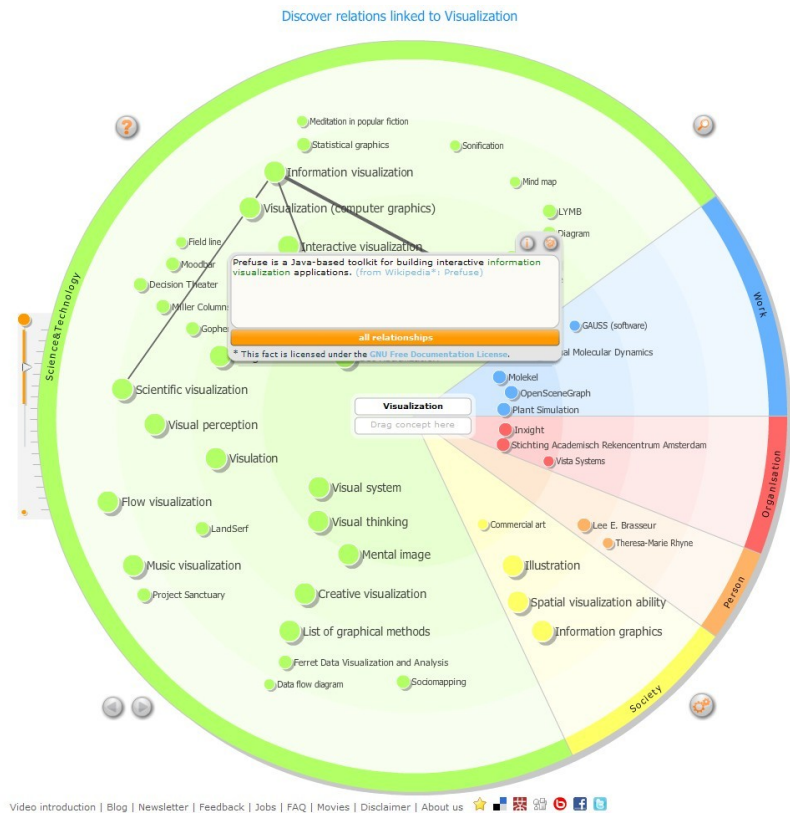 Discover relations linked to Visualization
Meditation in popular fiction
Statistical graphics
Sonification
Information visualization
Mind map
Visualization (computer graphics)
LYMB
Diagram
Field line
Interactive visualization
Moodbar
Prefuse is a Java-based toolkit for building interactive information
visualization applications. (from Wikipedia*: Prefuse)
Decision Theater
Miller Column
Gophe
GAUSS (software)
all relationships
* This fact is licensed under the GNU Free Documentation License.
al Molecular Dynamics
Science&Technology
Work
Molekel
Scientific visualization
OpenSceneGraph
Visualization
Plant Simulation
Drag concept here
Visual perception
Inxight
Stichting Academisch Rekencentrum Amsterdam
Vistulation
Vista Systems
Organisation
Visual system
Flow visualization
Visual thinking
Commercial art
Lee E. Brasseur
LandSerf
Theresa-Marie Rhyne
Mental image
Music visualization
Illustration
Person
Project Sanctuary
Creative visualization
Spatial visualization ability
List of graphical methods
Information graphics
Ferret Data Visualization and Analysis
Data flow diagram
Sociomapping
Society
Video introduction | Blog | Newsletter | Feedback | Jobs | FAQ | Movies | Disclaimer | About us